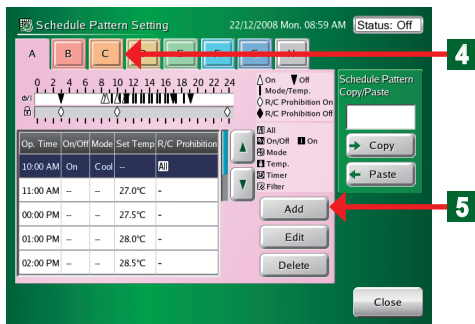 Schedule Pattern Setting 22/12/2008 Mon. 08:59 AM Status: Off
4
A B C
0 2 4 6 8 10 12 14 16 18 20 22 24
On Off
Mode/Temp.
R/C Prohibition On
R/C Prohibition Off
Schedule Pattern
Copy/Paste
All
On/Off On
Mode
Temp.
Timer
Filter
Copy
Paste
Op. Time On/Off Mode Set Temp R/C Prohibition
10:00 AM On Cool -- All
11:00 AM -- -- 27.0°C -
00:00 PM -- -- 27.5°C -
01:00 PM -- -- 28.0°C -
02:00 PM -- -- 28.5°C -
Add
5
Edit
Delete
Close